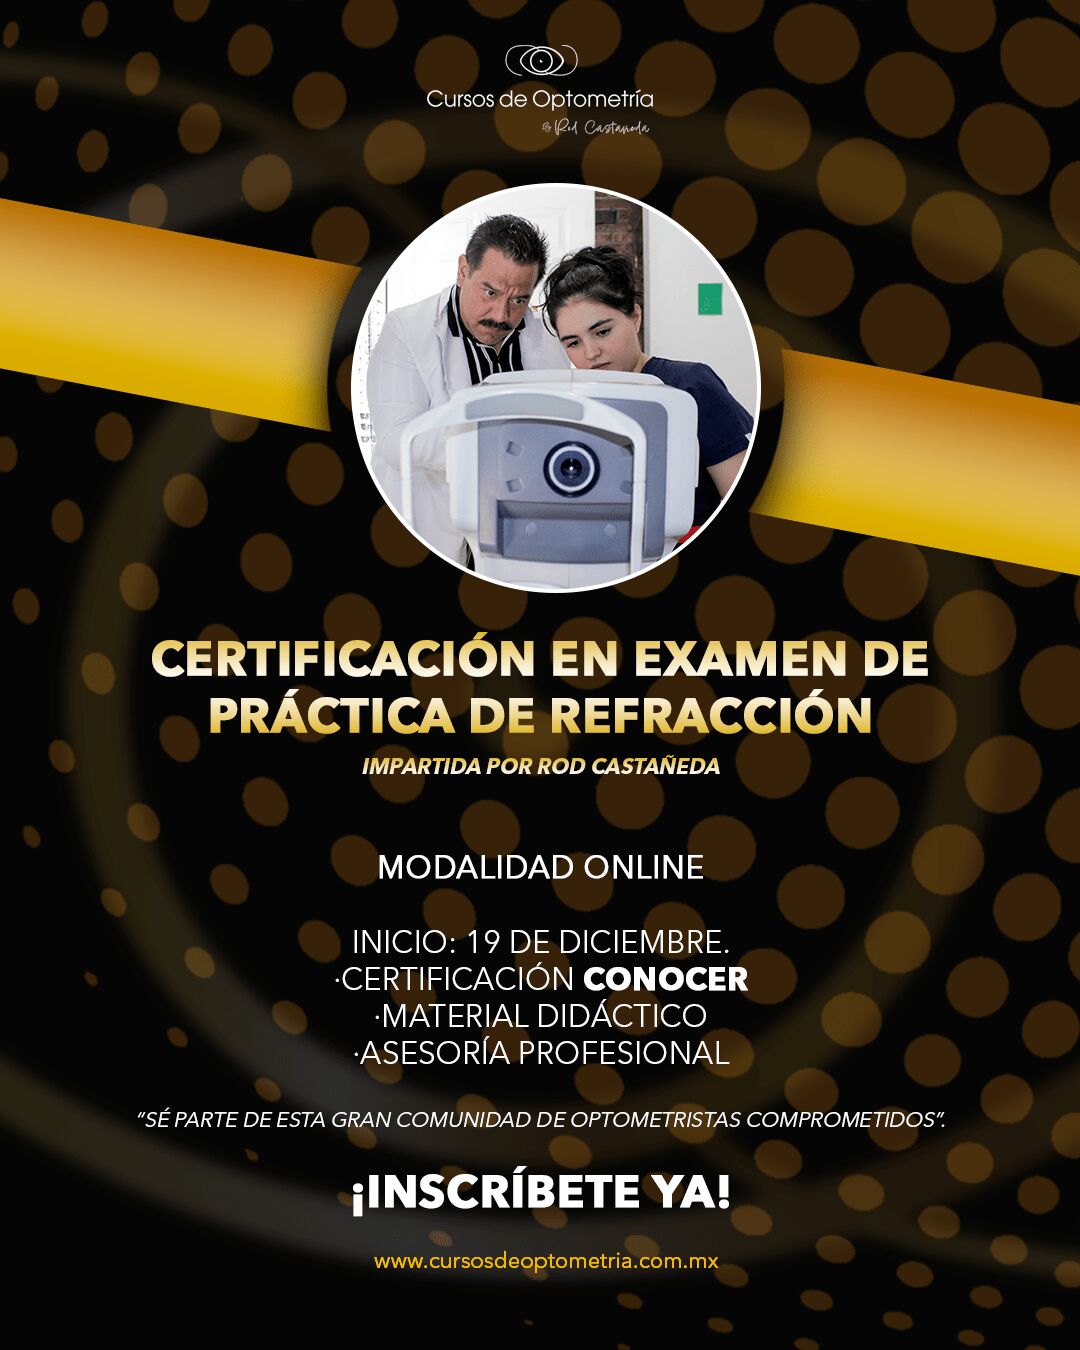 Cursos de Optometría
By Rod Castañeda
CERTIFICACIÓN EN EXAMEN DE
PRÁCTICA DE REFRACCIÓN
IMPARTIDA POR ROD CASTAÑEDA
MODALIDAD ONLINE
INICIO: 19 DE DICIEMBRE.
·CERTIFICACIÓN CONOCER
·MATERIAL DIDÁCTICO
·ASESORÍA PROFESIONAL
“SÉ PARTE DE ESTA GRAN COMUNIDAD DE OPTOMETRISTAS COMPROMETIDOS”.
¡INSCRÍBETE YA!
www.cursosdeoptometria.com.mx